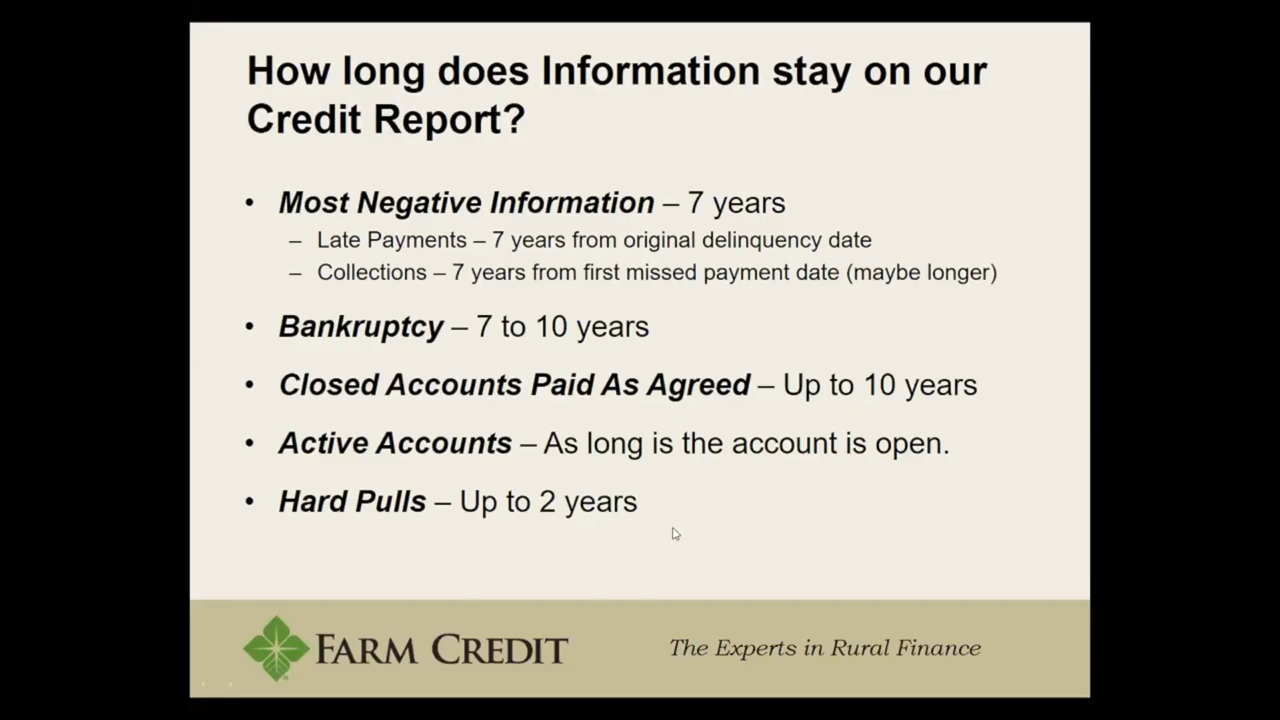 How long does Information stay on our
Credit Report?
• Most Negative Information – 7 years
– Late Payments – 7 years from original delinquency date
– Collections – 7 years from first missed payment date (maybe longer)
• Bankruptcy – 7 to 10 years
• Closed Accounts Paid As Agreed – Up to 10 years
• Active Accounts – As long is the account is open.
• Hard Pulls – Up to 2 years
FARM CREDIT
The Experts in Rural Finance